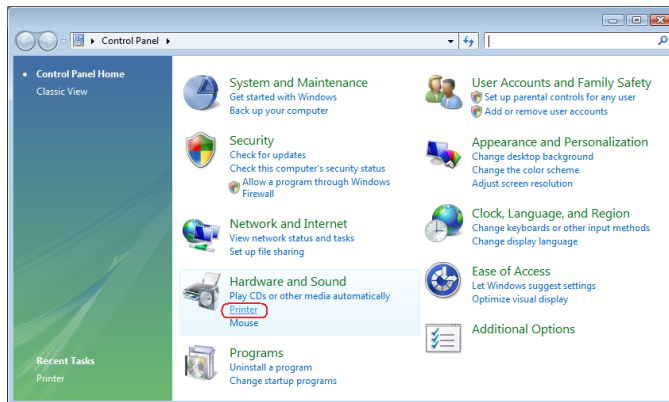 Control Panel
Control Panel Home
Classic View
System and Maintenance
Get started with Windows
Back up your computer
Security
Check for updates
Check this computer's security status
Allow a program through Windows
Firewall
Network and Internet
View network status and tasks
Set up file sharing
Hardware and Sound
Play CDs or other media automatically
Printer
Mouse
Programs
Uninstall a program
Change startup programs
User Accounts and Family Safety
Set up parental controls for any user
Add or remove user accounts
Appearance and Personalization
Change desktop background
Change the color scheme
Adjust screen resolution
Clock, Language, and Region
Change keyboards or other input methods
Change display language
Ease of Access
Let Windows suggest settings
Optimize visual display
Additional Options
Recent Tasks
Printer